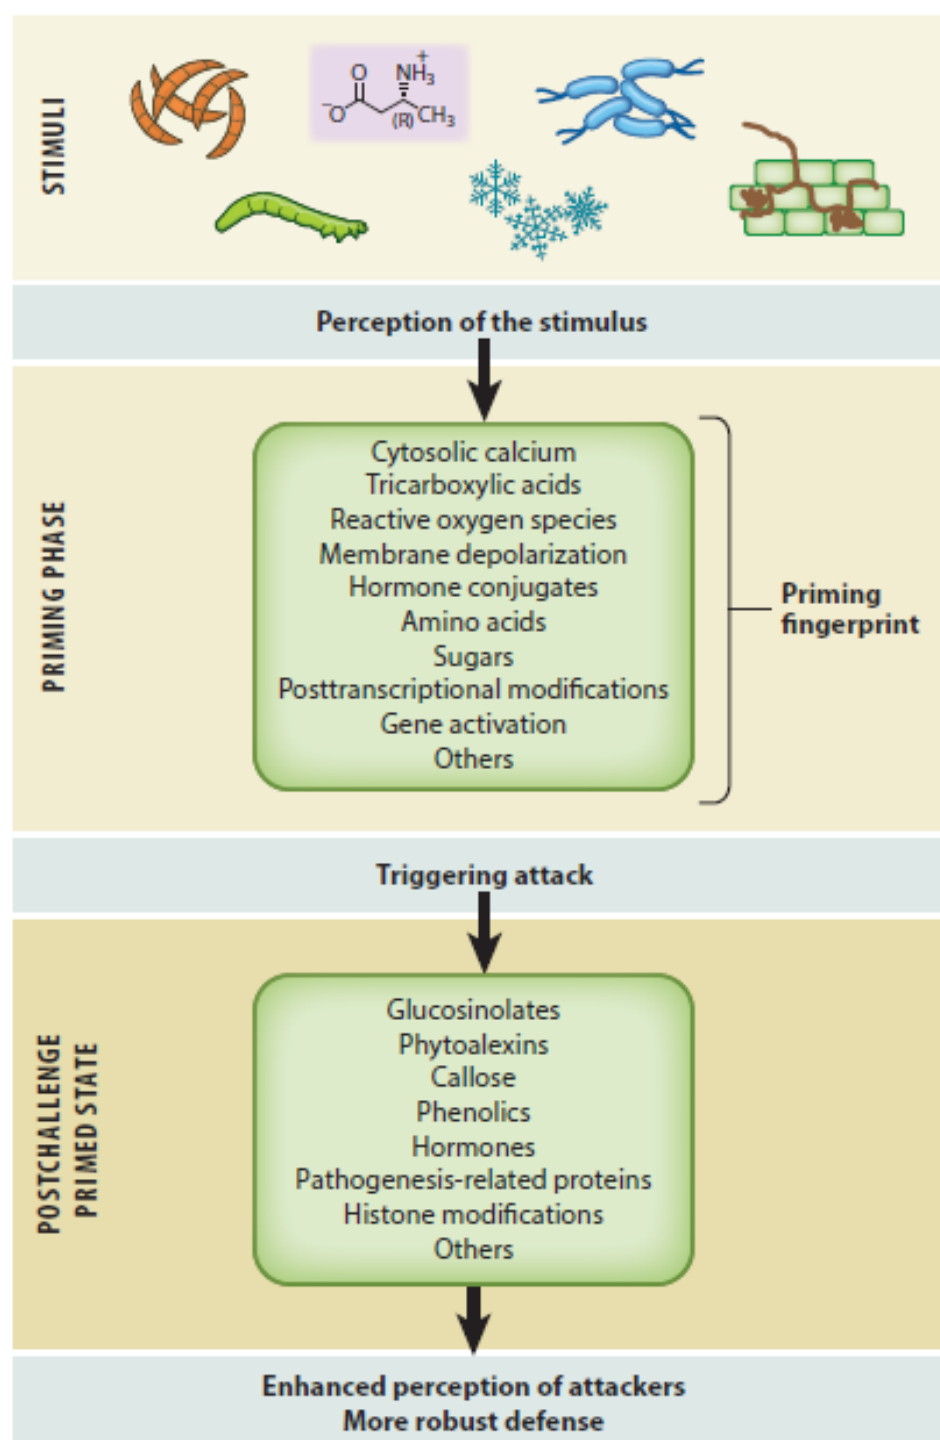 STIMULI
O
NH3
+
-O
(R)
CH3
Perception of the stimulus
PRIMING PHASE
Cytosolic calcium
Tricarboxylic acids
Reactive oxygen species
Membrane depolarization
Hormone conjugates
Amino acids
Sugars
Posttranscriptional modifications
Gene activation
Others
Priming
fingerprint
Triggering attack
POSTCHALLENGE
PRIMED STATE
Glucosinolates
Phytoalexins
Callose
Phenolics
Hormones
Pathogenesis-related proteins
Histone modifications
Others
Enhanced perception of attackers
More robust defense